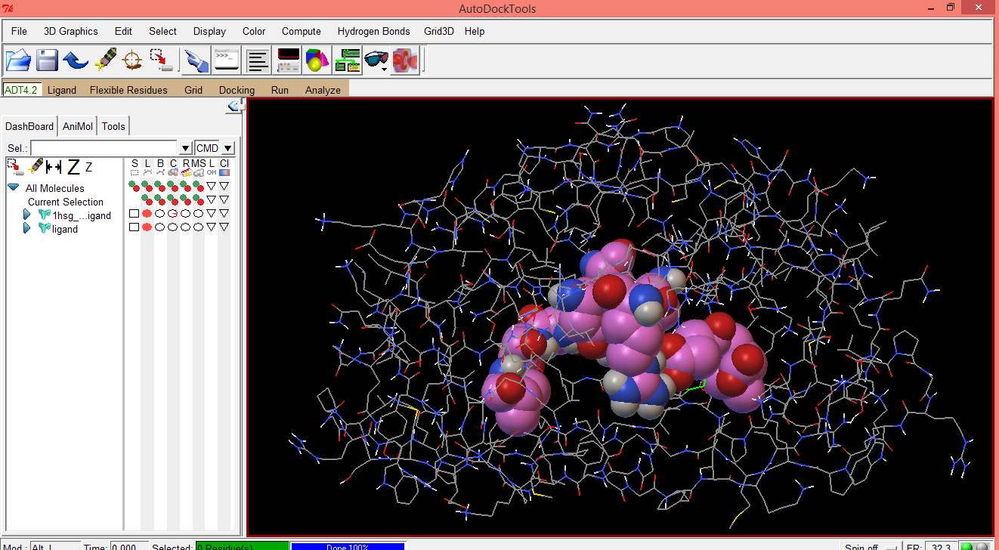 AutoDockTools
File 3D Graphics Edit Select Display Color Compute Hydrogen Bonds Grid3D Help
>>>_
ADT4.2 Ligand Flexible Residues Grid Docking Run Analyze
DashBoard AniMol Tools
Sel.: CMD
Z Z S L B C R MS L Cl
OH
All Molecules
Current Selection
1hsg_...igand
ligand
Mod.: Time: 0.000 Selected: 0 Residue(s) Done 100% Spin off FR: 32.3